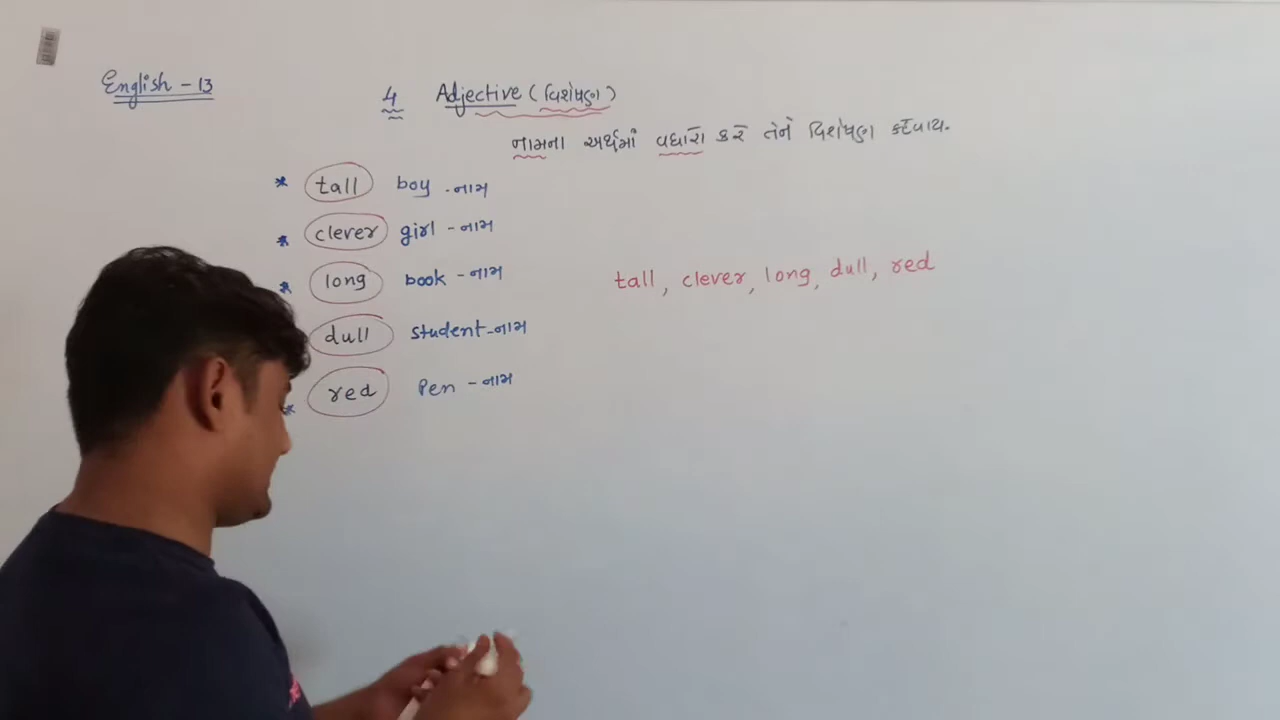 English - 13
4 Adjective (વિશેષણ)
નામના અર્થમાં વધારો કરે તેને વિશેષણ કહેવાય.
* tall boy - નામ
* clever girl - નામ
* long book - નામ
dull student - નામ
* red Pen - નામ
tall, clever, long, dull, red